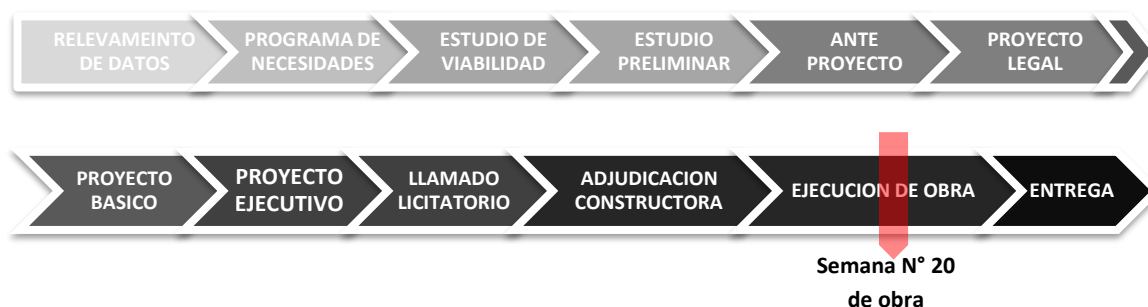 RELEVAMEINTO
DE DATOS
PROGRAMA DE
NECESIDADES
ESTUDIO DE
VIABILIDAD
ESTUDIO
PRELIMINAR
ANTE
PROYECTO
PROYECTO
LEGAL
PROYECTO
BASICO
PROYECTO
EJECUTIVO
LLAMADO
LICITATORIO
ADJUDICACION
CONSTRUCTORA
EJECUCION DE OBRA
ENTREGA
Semana N° 20
de obra